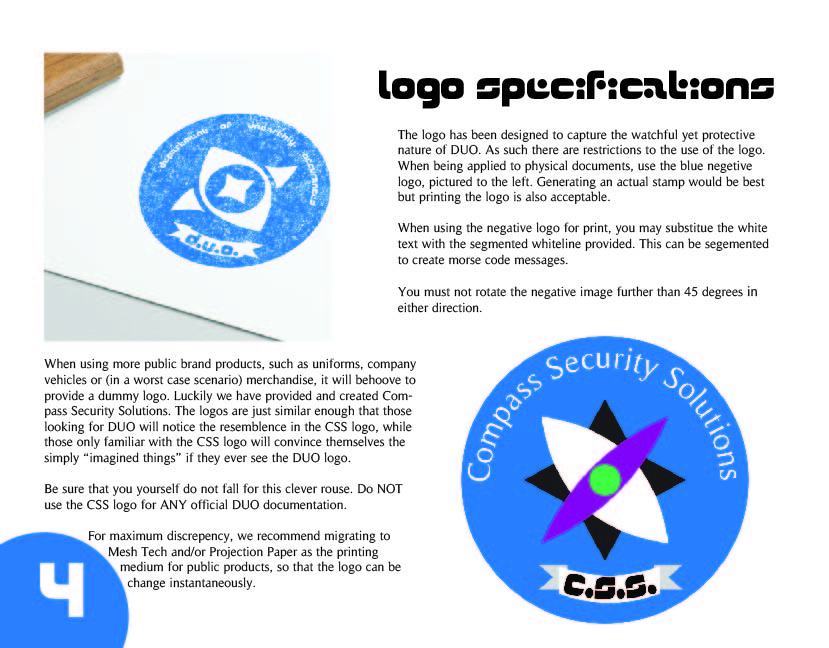 logo specifications
department of unearthly
d.u.o.
The logo has been designed to capture the watchful yet protective
nature of DUO. As such there are restrictions to the use of the logo.
When being applied to physical documents, use the blue negetive
logo, pictured to the left. Generating an actual stamp would be best
but printing the logo is also acceptable.
When using the negative logo for print, you may substitue the white
text with the segmented whiteline provided. This can be segemented
to create morse code messages.
You must not rotate the negative image further than 45 degrees in
either direction.
When using more public brand products, such as uniforms, company
vehicles or (in a worst case scenario) merchandise, it will behoove to
provide a dummy logo. Luckily we have provided and created Com-
pass Security Solutions. The logos are just similar enough that those
looking for DUO will notice the resemblence in the CSS logo, while
those only familiar with the CSS logo will convince themselves the
simply “imagined things” if they ever see the DUO logo.
Be sure that you yourself do not fall for this clever rouse. Do NOT
use the CSS logo for ANY official DUO documentation.
For maximum discrepency, we recommend migrating to
Mesh Tech and/or Projection Paper as the printing
medium for public products, so that the logo can be
change instantaneously.
Compass Security Solutions
C.S.S.
4